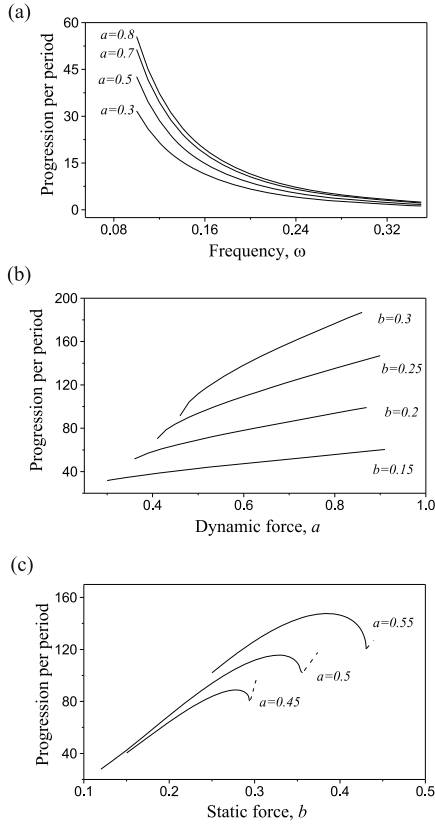 (a)
Progression per period
60
45
30
15
0
a=0.8
a=0.7
a=0.5
a=0.3
0.08
0.16
0.24
0.32
Frequency, ω
(b)
Progression per period
200
160
120
80
40
b=0.3
b=0.25
b=0.2
b=0.15
0.4
0.6
0.8
1.0
Dynamic force, a
(c)
Progression per period
160
120
80
40
a=0.55
a=0.5
a=0.45
0.1
0.2
0.3
0.4
0.5
Static force, b